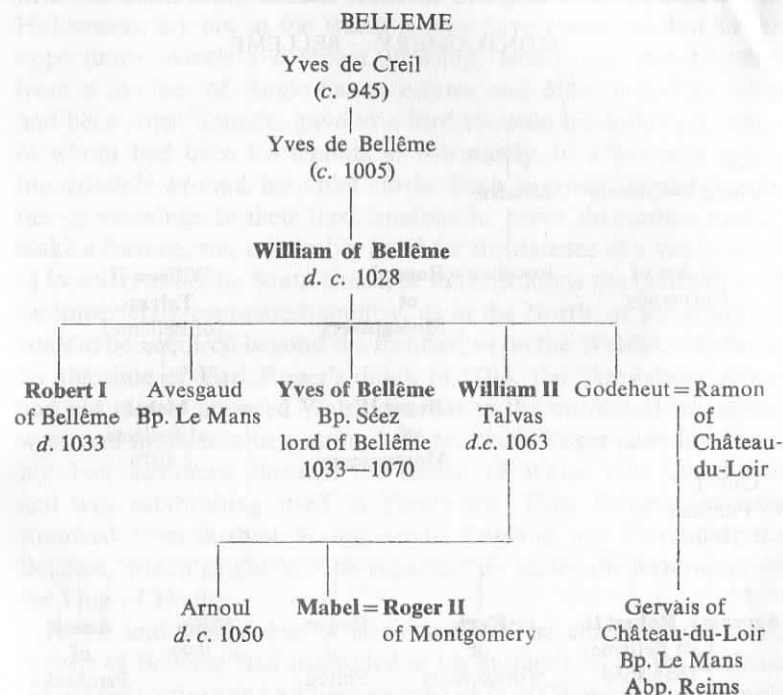 BELLEME
Yves de Creil
(c. 945)
Yves de Bellême
(c. 1005)
William of Bellême
d. c. 1028
Robert I
of Bellême
d. 1033
Avesgaud
Bp. Le Mans
Yves of Bellême
Bp. Séez
lord of Bellême
1033—1070
William II
Talvas
d.c. 1063
Godehout = Rannon
of
Château-
du-Loir
Arnoul
d. c. 1050
Mabel = Roger II
of Montgomery
Gervais of
Château-du-Loir
Bp. Le Mans
Abp. Reims